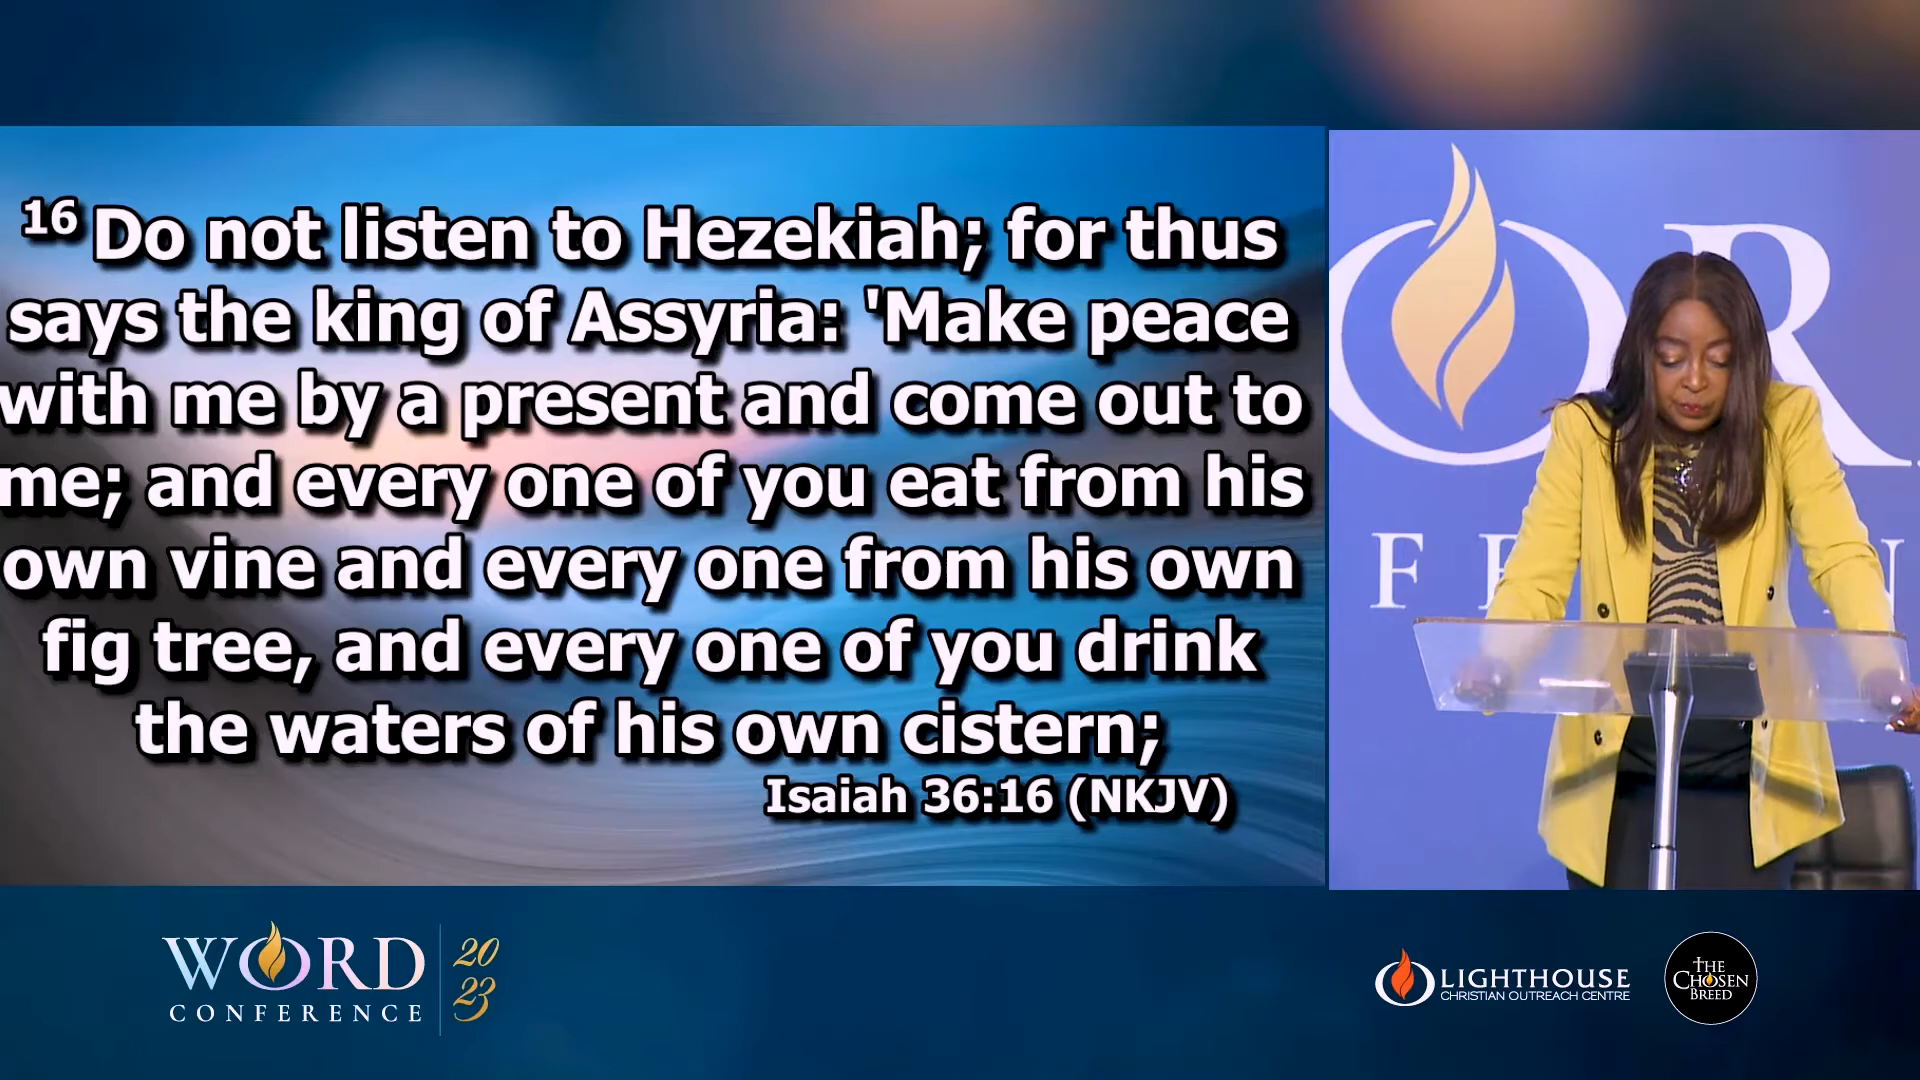 16 Do not listen to Hezekiah; for thus
says the king of Assyria: 'Make peace
with me by a present and come out to
me; and every one of you eat from his
own vine and every one from his own
fig tree, and every one of you drink
the waters of his own cistern;
Isaiah 36:16 (NKJV)
OR
F E N
WORD
CONFERENCE
20
23
LIGHTHOUSE
CHRISTIAN OUTREACH CENTRE
THE
CHOSEN
BREED